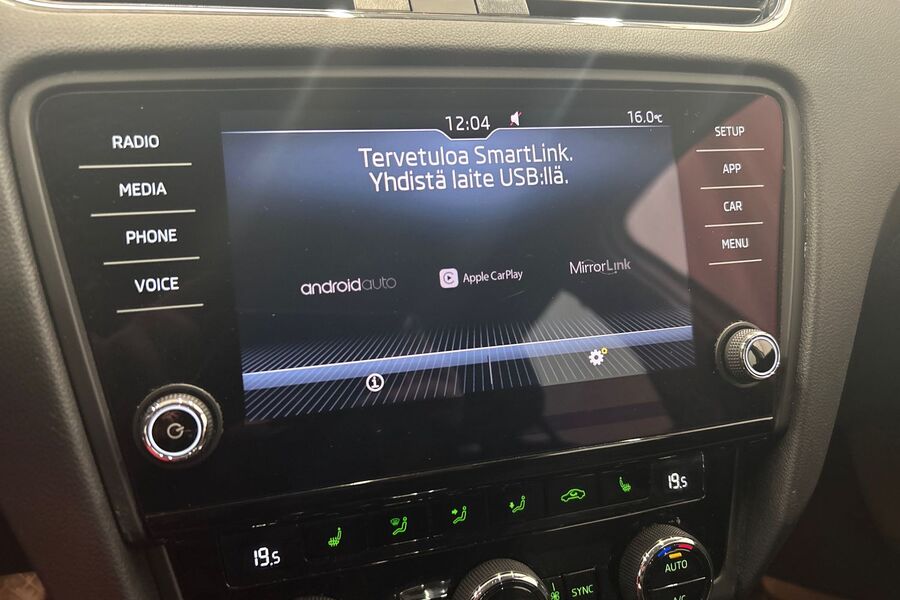 12:04
16.0°C
RADIO
MEDIA
PHONE
VOICE
Tervetuloa SmartLink.
Yhdistä laite USB:llä.
androidauto
Apple CarPlay
MirrorLink
SETUP
APP
CAR
MENU
19.5
19.5
SYNC
AUTO
A/C